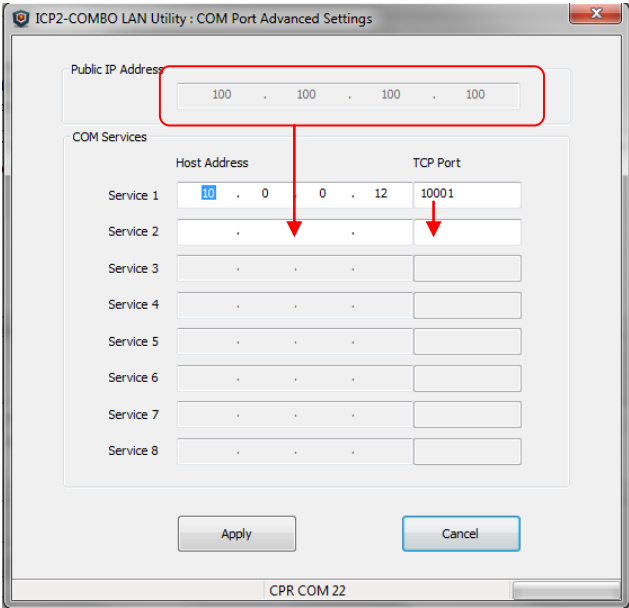 ICP2-COMBO LAN Utility : COM Port Advanced Settings
x
Public IP Address
100 . 100 . 100 . 100
COM Services
Host Address TCP Port
Service 1 10 . 0 . 0 . 12 10001
Service 2 . . .
Service 3 . . .
Service 4 . . .
Service 5 . . .
Service 6 . . .
Service 7 . . .
Service 8 . . .
Apply Cancel
CPR COM 22